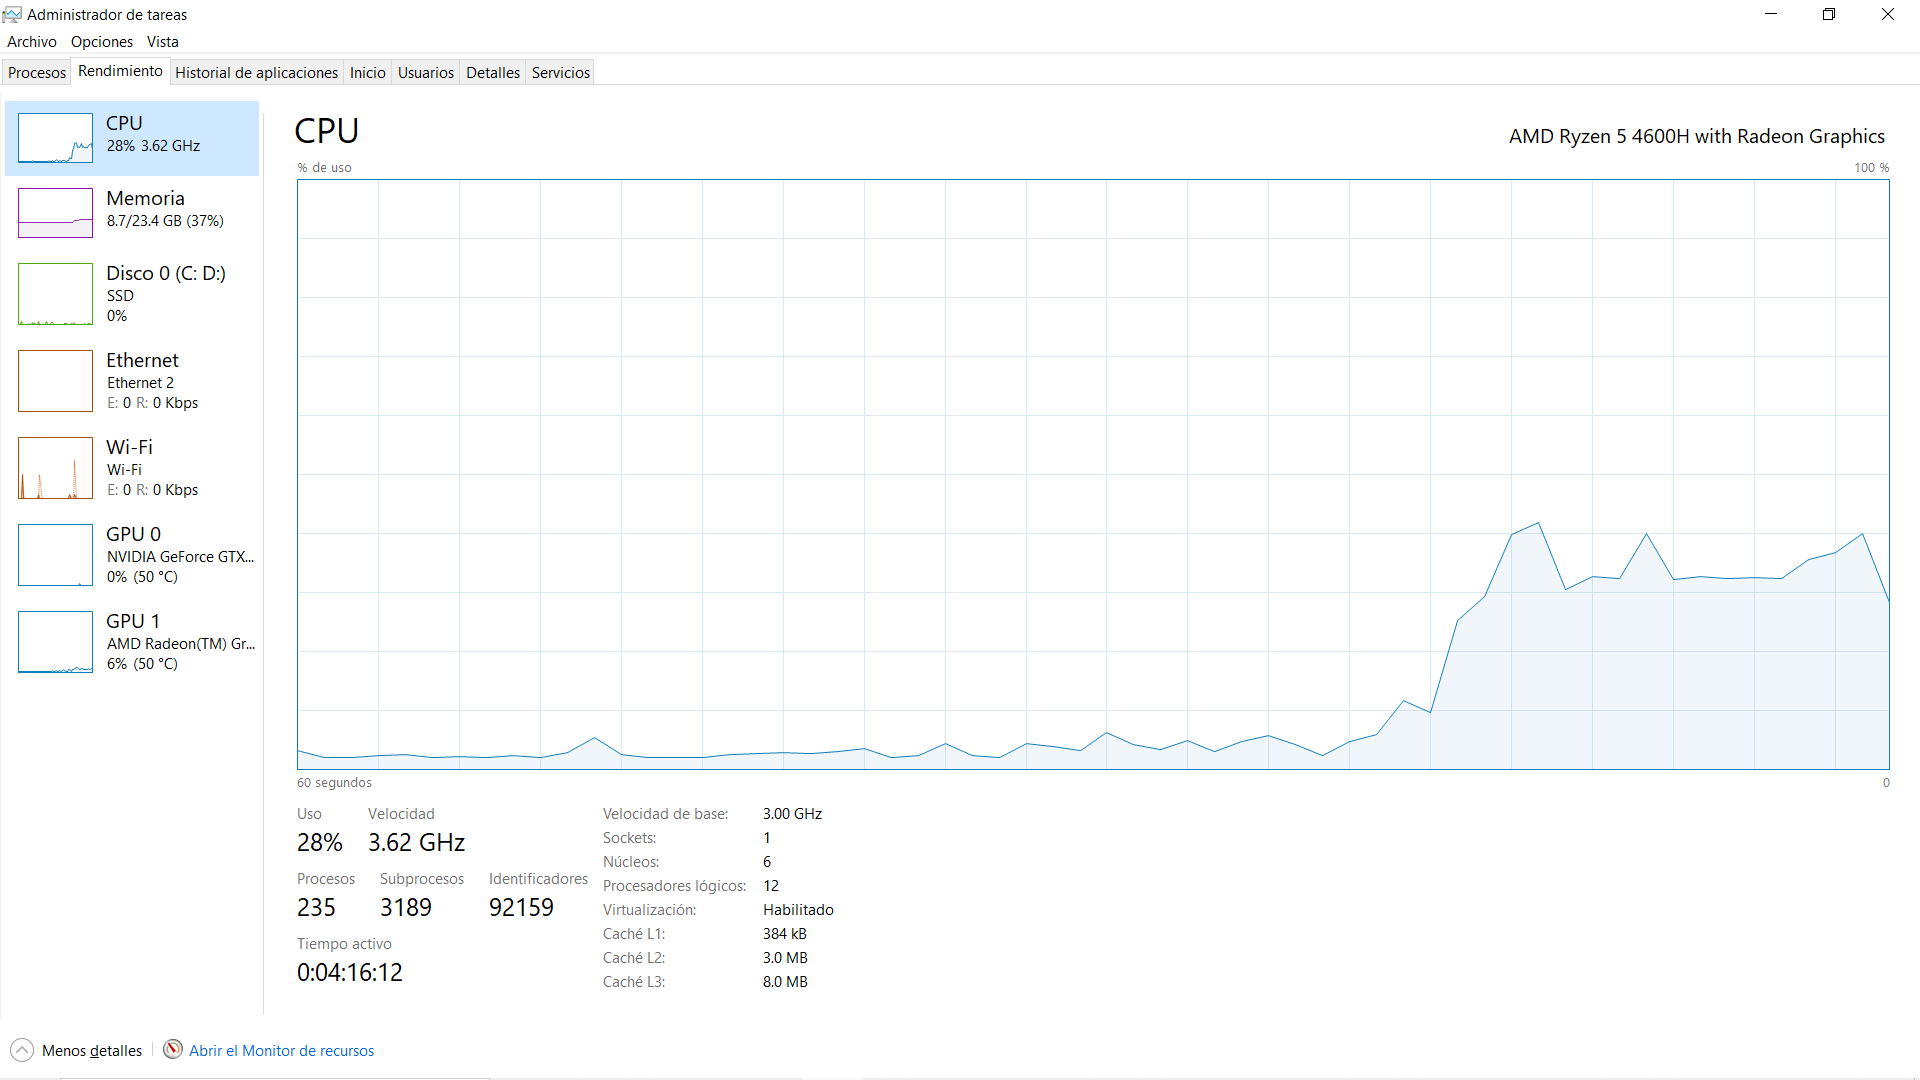 Administrador de tareas
Archivo Opciones Vista
Procesos Rendimiento Historial de aplicaciones Inicio Usuarios Detalles Servicios
CPU
28% 3.62 GHz
Memoria
8.7/23.4 GB (37%)
Disco 0 (C: D:)
SSD
0%
Ethernet
Ethernet 2
E: 0 R: 0 Kbps
Wi-Fi
Wi-Fi
E: 0 R: 0 Kbps
GPU 0
NVIDIA GeForce GTX...
0% (50 °C)
GPU 1
AMD Radeon(TM) Gr...
6% (50 °C)
CPU
AMD Ryzen 5 4600H with Radeon Graphics
% de uso 100 %
60 segundos 0
Uso Velocidad
28% 3.62 GHz
Procesos Subprocesos Identificadores
235 3189 92159
Tiempo activo
0:04:16:12
Velocidad de base: 3.00 GHz
Sockets: 1
Núcleos: 6
Procesadores lógicos: 12
Virtualización: Habilitado
Caché L1: 384 kB
Caché L2: 3.0 MB
Caché L3: 8.0 MB
Menos detalles Abrir el Monitor de recursos